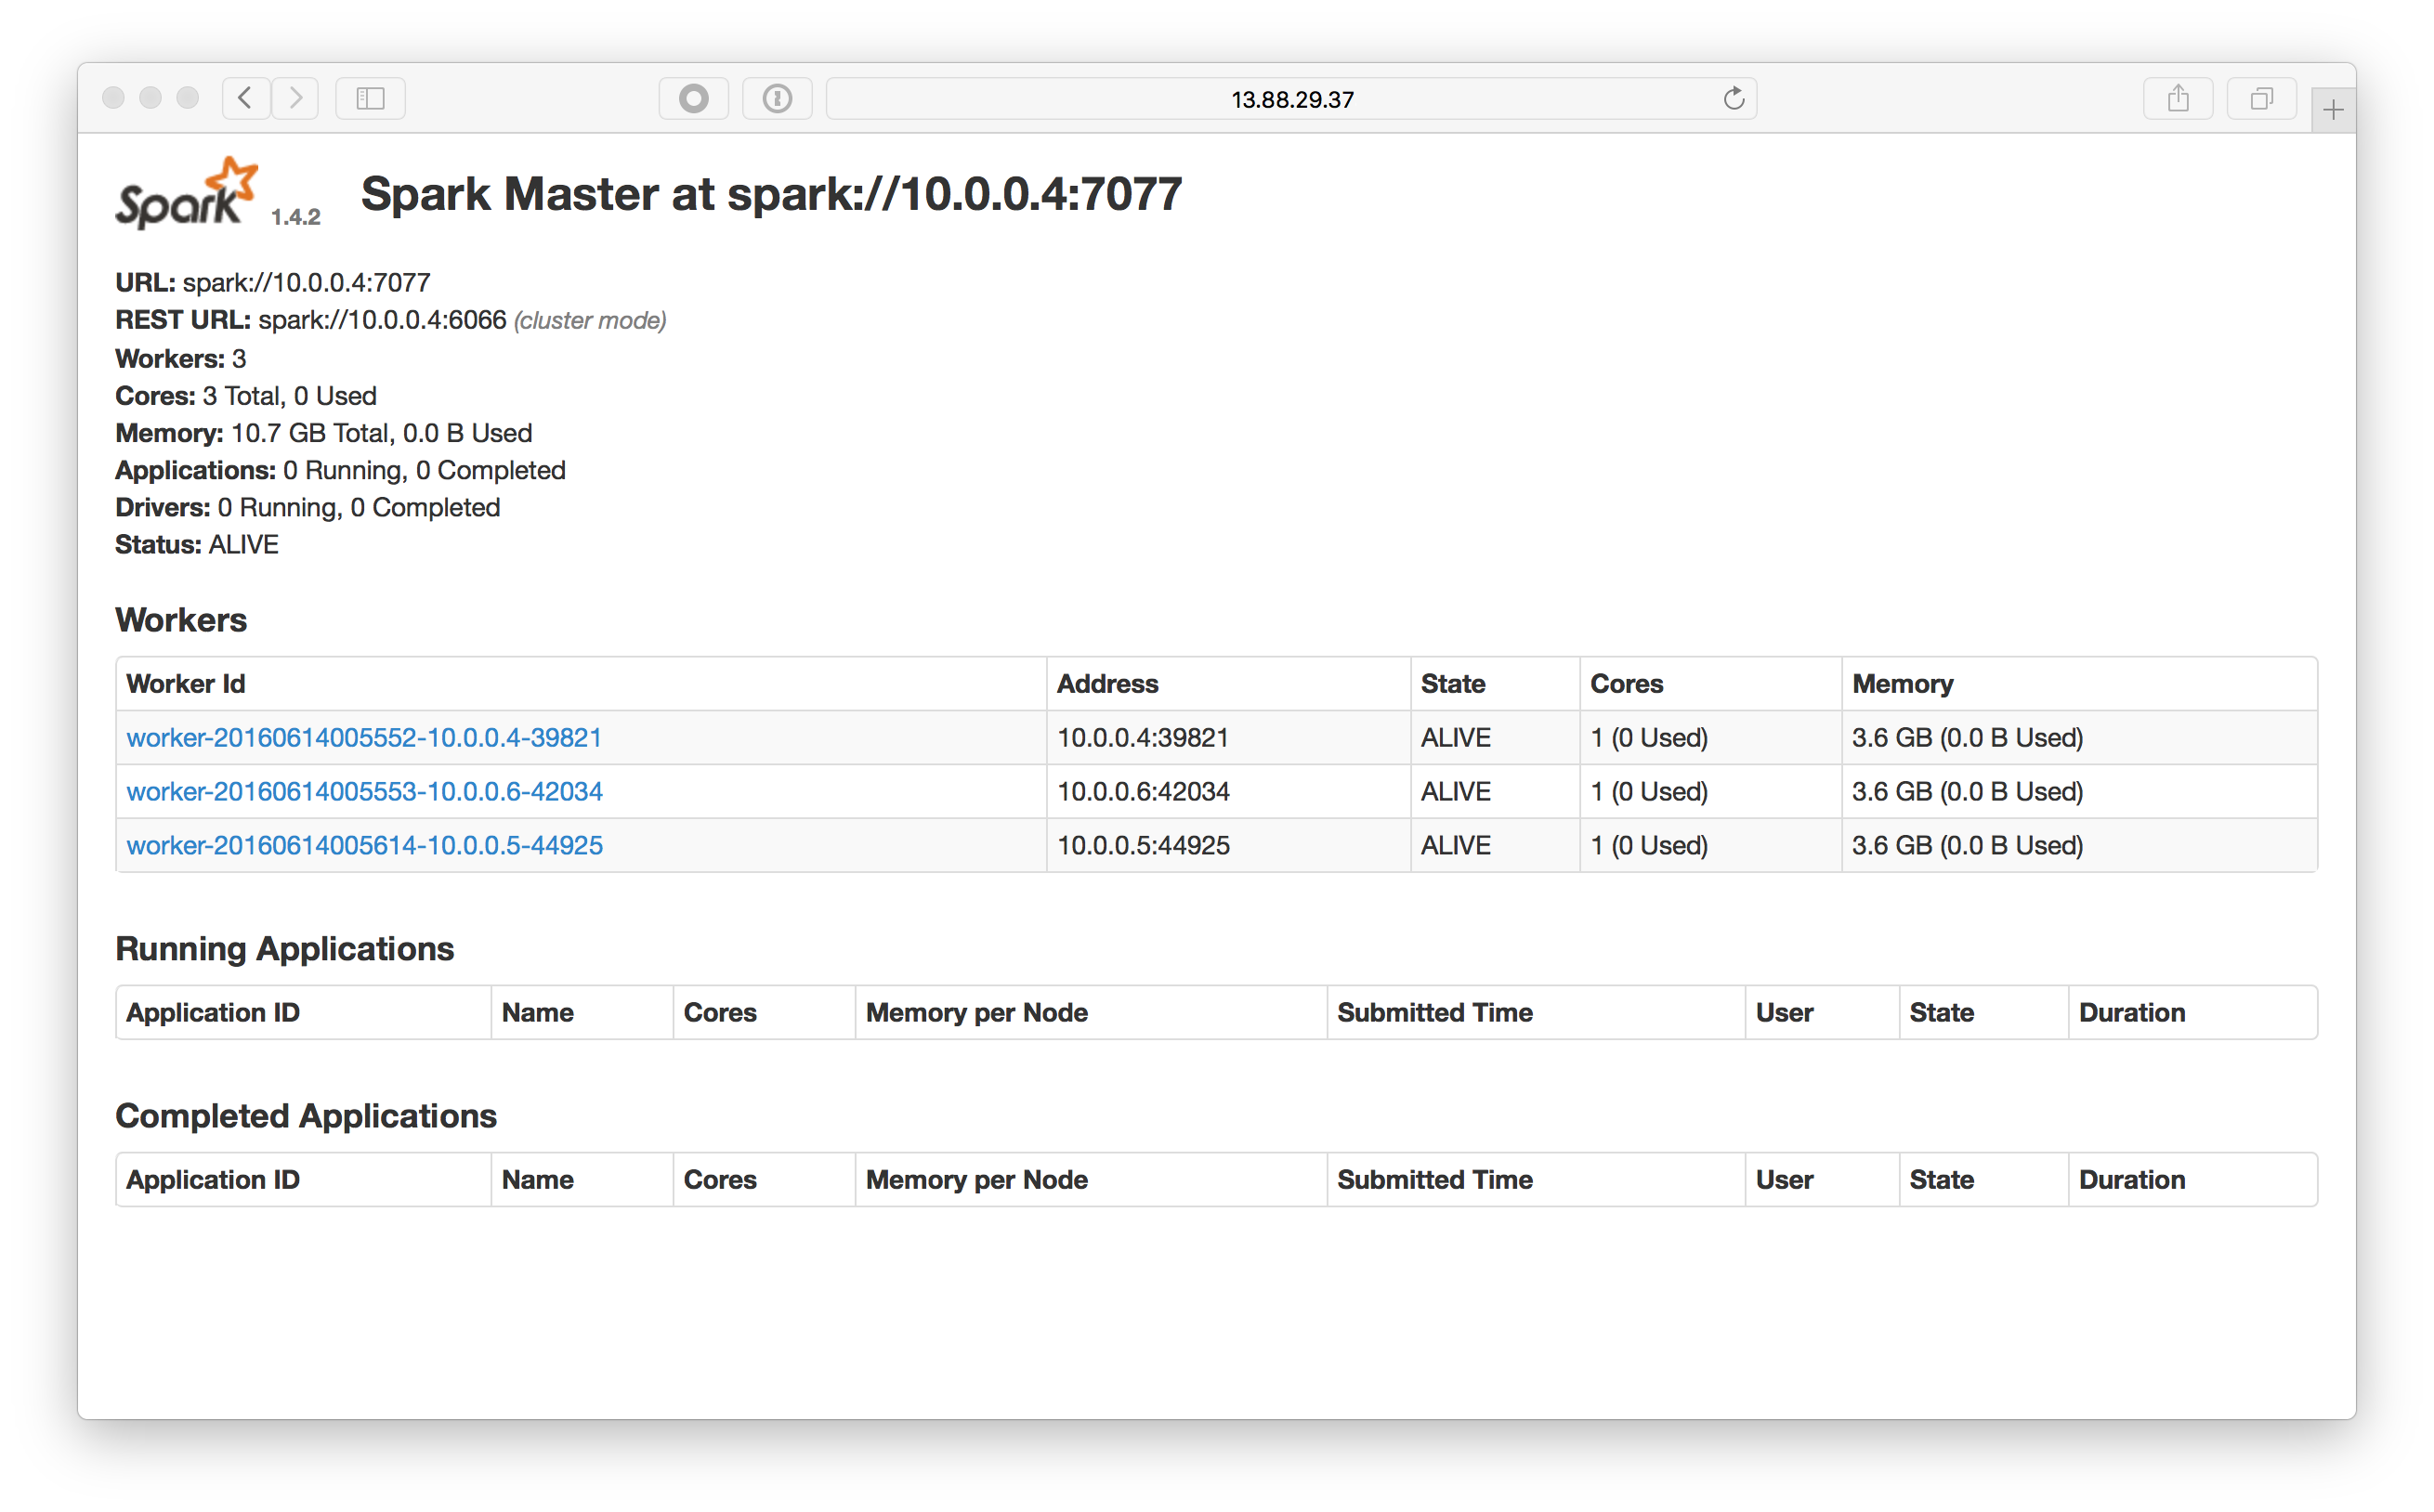 13.88.29.37
Spark 1.4.2 Spark Master at spark://10.0.0.4:7077
URL: spark://10.0.0.4:7077
REST URL: spark://10.0.0.4:6066 (cluster mode)
Workers: 3
Cores: 3 Total, 0 Used
Memory: 10.7 GB Total, 0.0 B Used
Applications: 0 Running, 0 Completed
Drivers: 0 Running, 0 Completed
Status: ALIVE
Workers
Worker Id Address State Cores Memory
worker-20160614005552-10.0.0.4-39821 10.0.0.4:39821 ALIVE 1 (0 Used) 3.6 GB (0.0 B Used)
worker-20160614005553-10.0.0.6-42034 10.0.0.6:42034 ALIVE 1 (0 Used) 3.6 GB (0.0 B Used)
worker-20160614005614-10.0.0.5-44925 10.0.0.5:44925 ALIVE 1 (0 Used) 3.6 GB (0.0 B Used)
Running Applications
Application ID Name Cores Memory per Node Submitted Time User State Duration
Completed Applications
Application ID Name Cores Memory per Node Submitted Time User State Duration